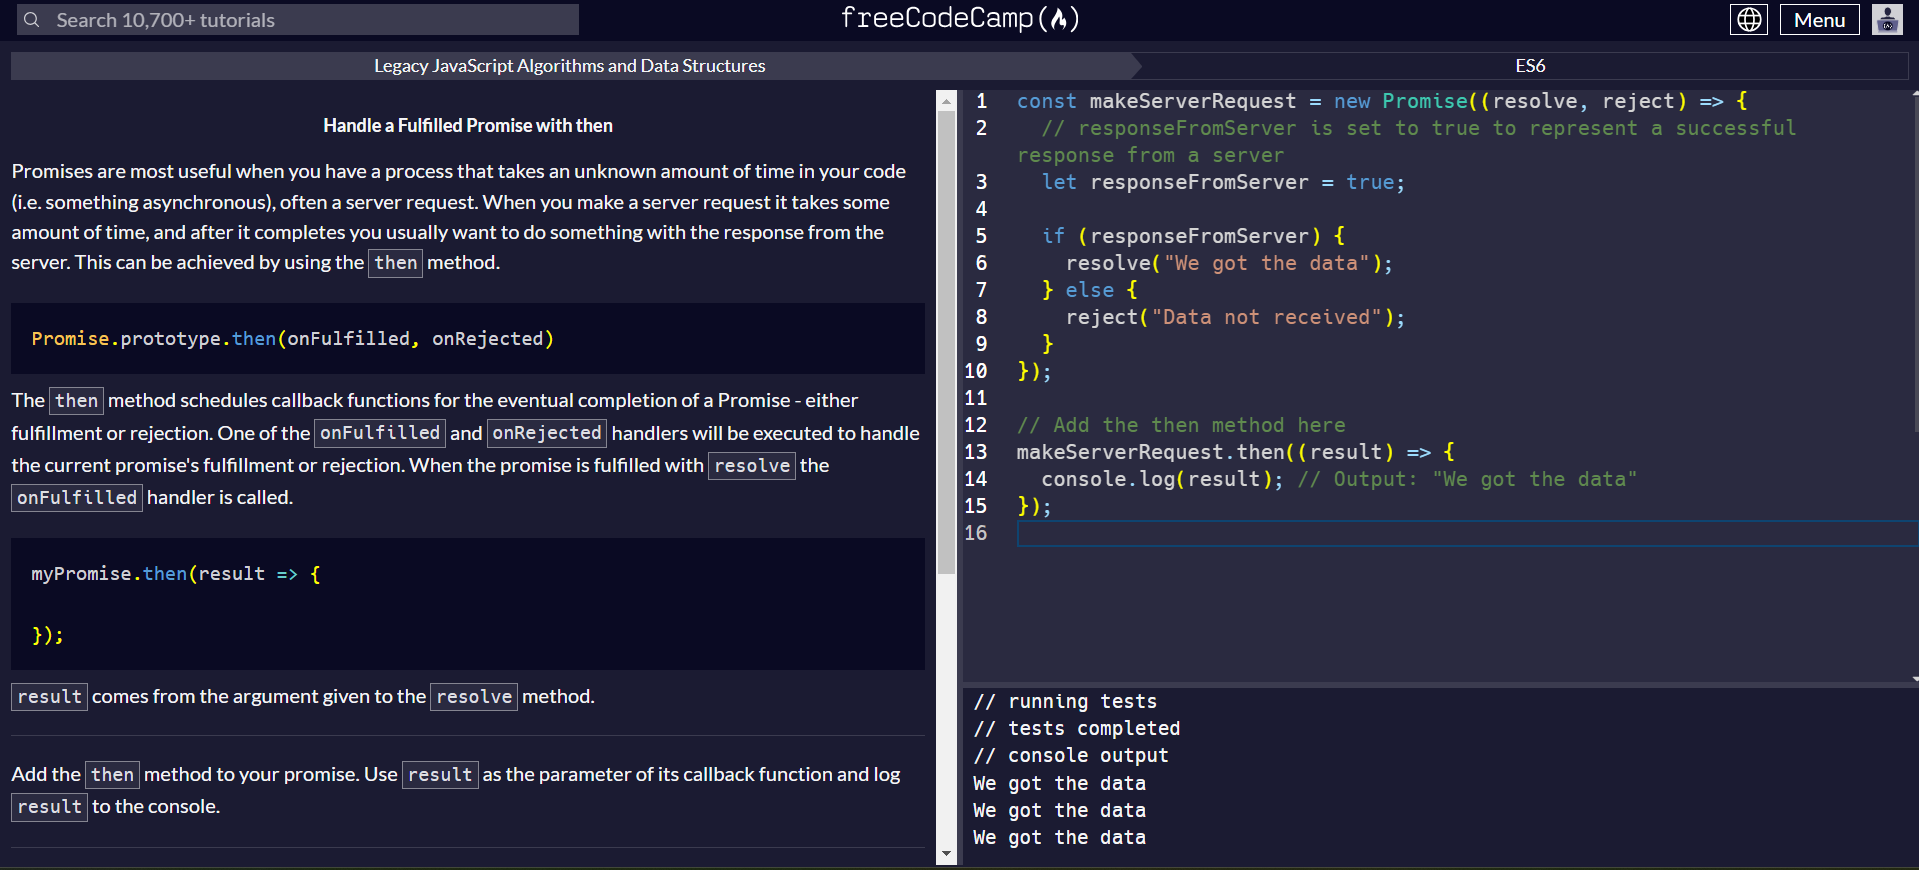 Search 10,700+ tutorials
freeCodeCamp(🔥)
Menu
Legacy JavaScript Algorithms and Data Structures
ES6
Handle a Fulfilled Promise with then
Promises are most useful when you have a process that takes an unknown amount of time in your code
(i.e. something asynchronous), often a server request. When you make a server request it takes some
amount of time, and after it completes you usually want to do something with the response from the
server. This can be achieved by using the then method.
Promise.prototype.then(onFulfilled, onRejected)
The then method schedules callback functions for the eventual completion of a Promise - either
fulfillment or rejection. One of the onFulfilled and onRejected handlers will be executed to handle
the current promise's fulfillment or rejection. When the promise is fulfilled with resolve the
onFulfilled handler is called.
myPromise.then(result => {
});
result comes from the argument given to the resolve method.
Add the then method to your promise. Use result as the parameter of its callback function and log
result to the console.
1 const makeServerRequest = new Promise((resolve, reject) => {
2   // responseFromServer is set to true to represent a successful
response from a server
3   let responseFromServer = true;
4
5   if (responseFromServer) {
6     resolve("We got the data");
7   } else {
8     reject("Data not received");
9   }
10 });
11
12 // Add the then method here
13 makeServerRequest.then((result) => {
14   console.log(result); // Output: "We got the data"
15 });
16
// running tests
// tests completed
// console output
We got the data
We got the data
We got the data